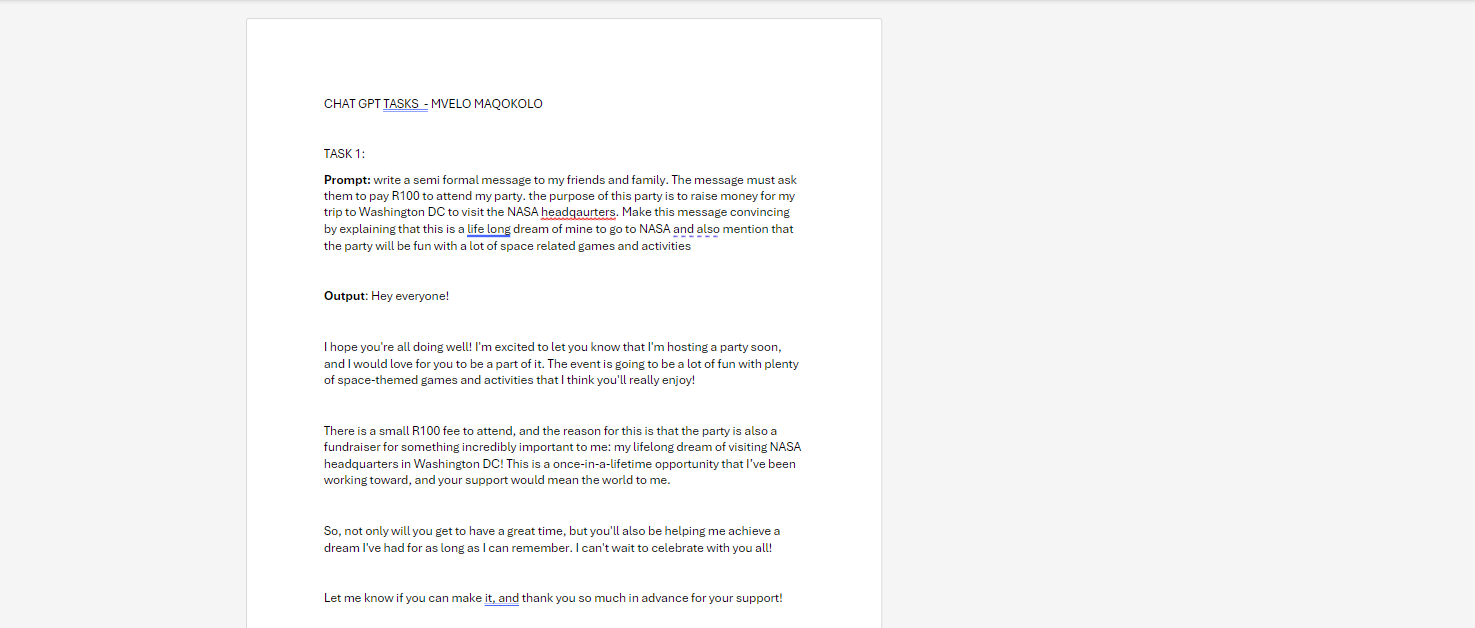 CHAT GPT TASKS - MVELO MAQOKOLO
TASK 1:
Prompt: write a semi formal message to my friends and family. The message must ask
them to pay R100 to attend my party. the purpose of this party is to raise money for my
trip to Washington DC to visit the NASA headqaurters. Make this message convincing
by explaining that this is a life long dream of mine to go to NASA and also mention that
the party will be fun with a lot of space related games and activities
Output: Hey everyone!
I hope you're all doing well! I'm excited to let you know that I'm hosting a party soon,
and I would love for you to be a part of it. The event is going to be a lot of fun with plenty
of space-themed games and activities that I think you'll really enjoy!
There is a small R100 fee to attend, and the reason for this is that the party is also a
fundraiser for something incredibly important to me: my lifelong dream of visiting NASA
headquarters in Washington DC! This is a once-in-a-lifetime opportunity that I've been
working toward, and your support would mean the world to me.
So, not only will you get to have a great time, but you'll also be helping me achieve a
dream I've had for as long as I can remember. I can't wait to celebrate with you all!
Let me know if you can make it, and thank you so much in advance for your support!